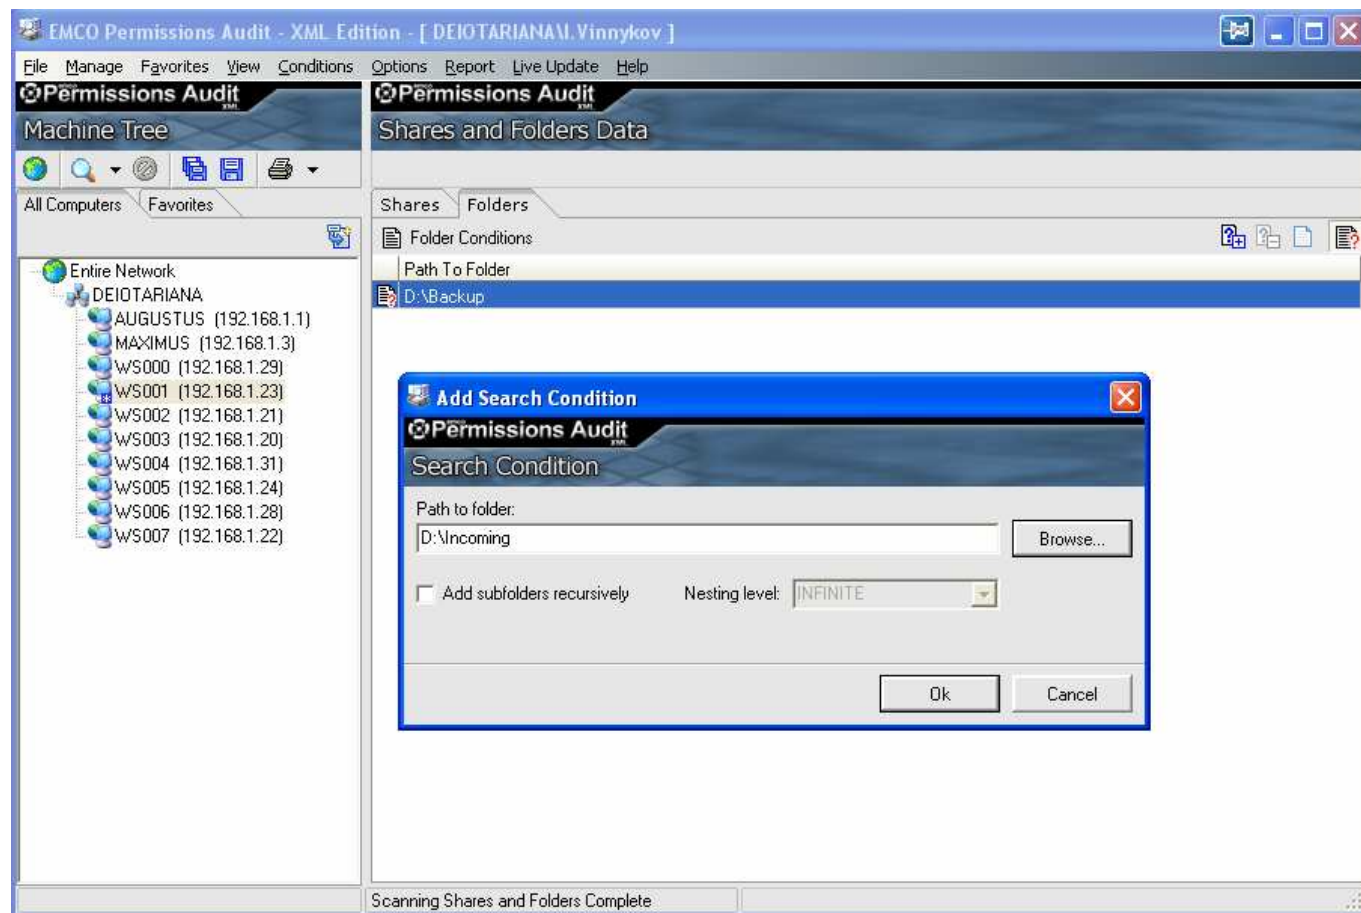 EMCO Permissions Audit - XML Edition - [ DEIOTARIANA\I.Vinnykov ]
File Manage Favorites View Conditions Options Report Live Update Help
Permissions Audit
XML
Permissions Audit
XML
Machine Tree
Shares and Folders Data
All Computers Favorites
Shares Folders
Folder Conditions
Path To Folder
D:\Backup
Entire Network
DEIOTARIANA
AUGUSTUS (192.168.1.1)
MAXIMUS (192.168.1.3)
WS000 (192.168.1.29)
WS001 (192.168.1.23)
WS002 (192.168.1.21)
WS003 (192.168.1.20)
WS004 (192.168.1.31)
WS005 (192.168.1.24)
WS006 (192.168.1.28)
WS007 (192.168.1.22)
Add Search Condition
Permissions Audit
XML
Search Condition
Path to folder:
D:\Incoming
Browse...
Add subfolders recursively Nesting level: INFINITE
Ok Cancel
Scanning Shares and Folders Complete